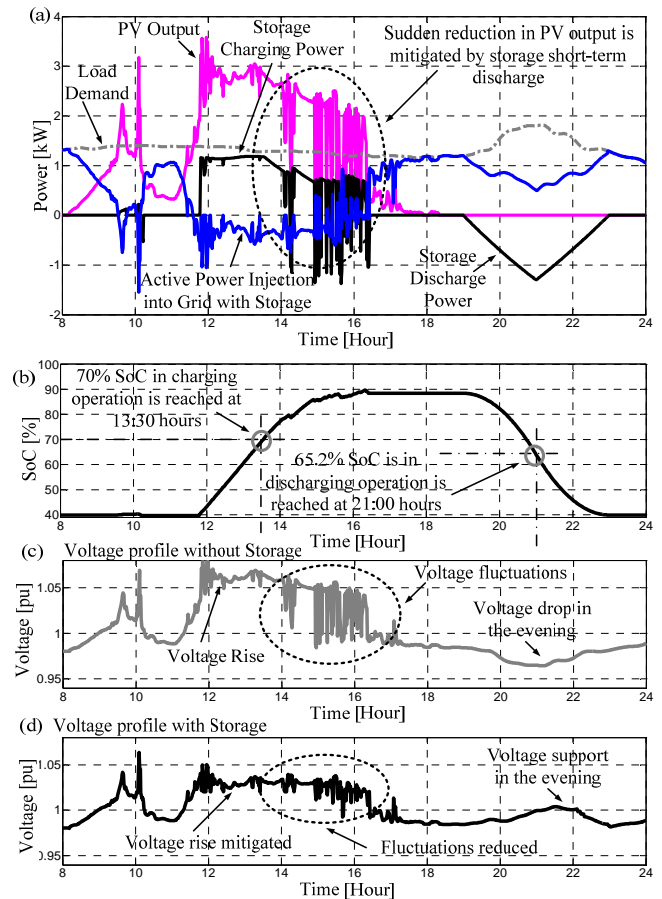 (a)
PV Output
Storage
Charging Power
Sudden reduction in PV output is
mitigated by storage short-term
discharge
Load
Demand
Power [kW]
4
3
2
1
0
-1
-2
Active Power Injection
into Grid with Storage
Storage
Discharge
Power
8 10 12 14 16 18 20 22 24
Time [Hour]
(b)
70% SoC in charging
operation is reached at
13:30 hours
65.2% SoC is in
discharging operation is
reached at 21:00 hours
SoC [%]
100
90
80
70
60
50
40
8 10 12 14 16 18 20 22 24
Time [Hour]
(c) Voltage profile without Storage
Voltage fluctuations
Voltage drop in
the evening
Voltage Rise
Voltage [pu]
1.05
1
0.95
8 10 12 14 16 18 20 22 24
Time [Hour]
(d) Voltage profile with Storage
Voltage support
in the evening
Voltage rise mitigated
Fluctuations reduced
Voltage [pu]
1.05
1.00
0.95
8 10 12 14 16 18 20 22 24
Time [Hour]